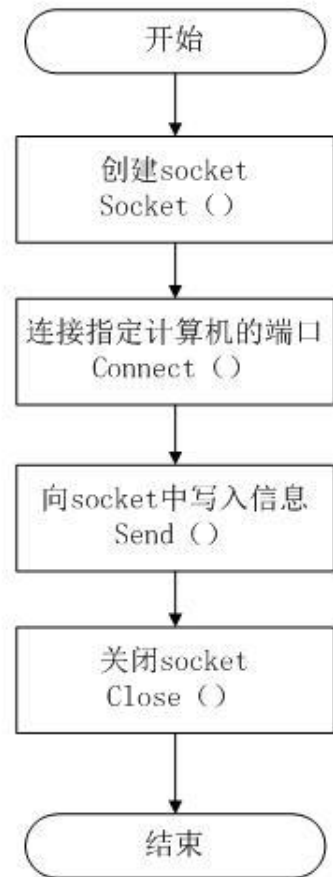 开始
创建socket
Socket（）
连接指定计算机的端口
Connect（）
向socket中写入信息
Send（）
关闭socket
Close（）
结束